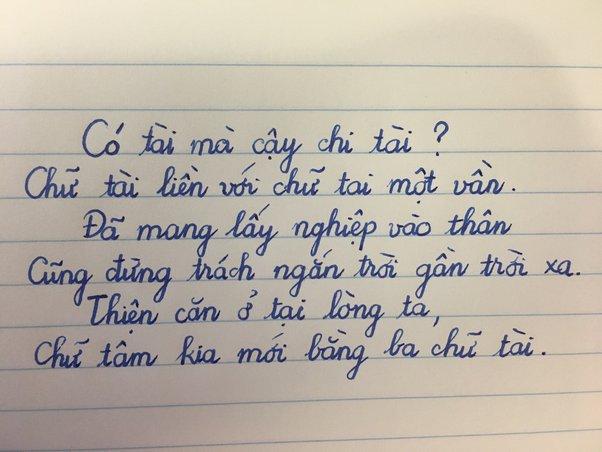 Có tài mà cậy chi tài ?
Chữ tài liền với chữ tai một vần.
Đã mang lấy nghiệp vào thân
Cũng đừng trách ngắn trời gần trời xa.
Thiện căn ở tại lòng ta,
Chữ tâm kia mới bằng ba chữ tài.